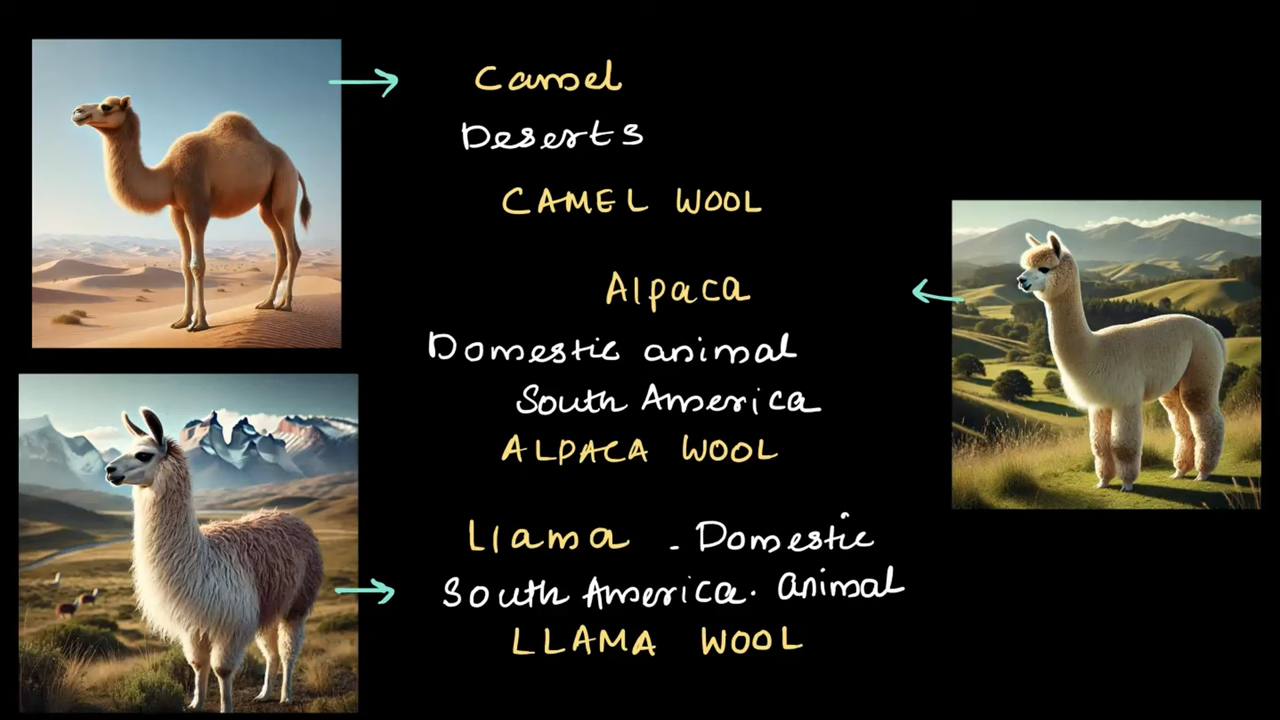 Camel
Deserts
CAMEL WOOL
Alpaca
Domestic animal
South America
ALPACA WOOL
Llama - Domestic
South America. animal
LLAMA WOOL